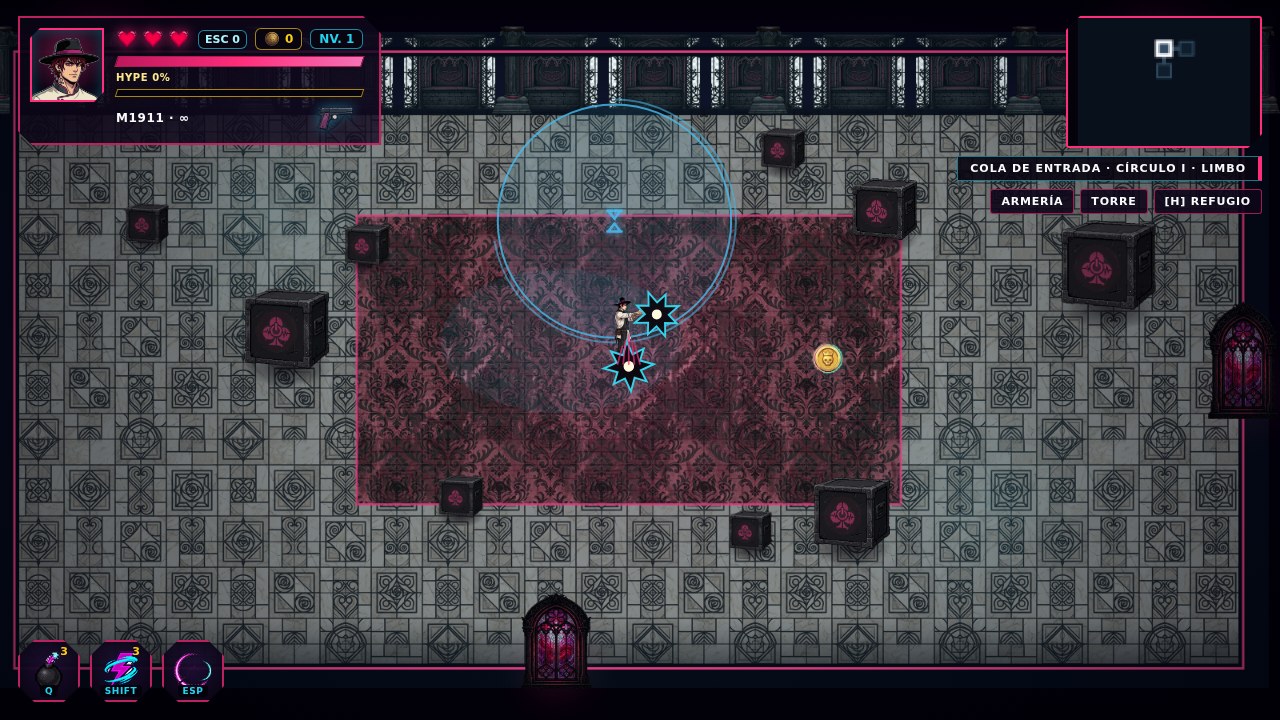 ESC 0
0
NV. 1
HYPE 0%
M1911 · ∞
COLA DE ENTRADA · CÍRCULO I · LIMBO
ARMERÍA
TORRE
[H] REFUGIO
3
Q
3
SHIFT
ESP